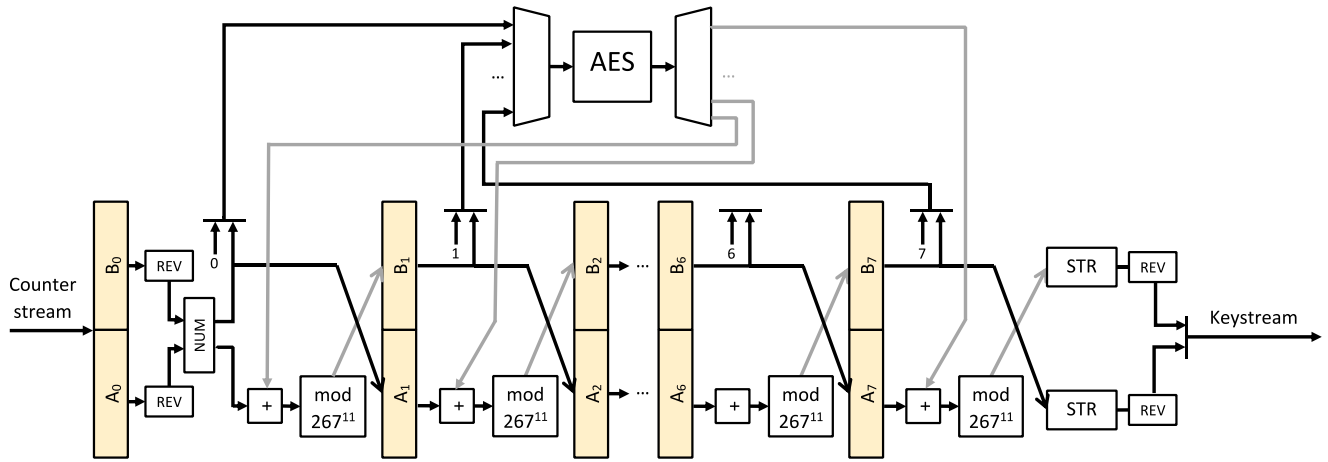 AES
...
...
Counter
stream
B0
A0
REV
REV
NUM
0
+
mod
267^11
B1
A1
1
+
mod
267^11
B2
A2
...
...
B6
A6
6
+
mod
267^11
B7
A7
7
+
mod
267^11
STR
REV
STR
REV
Keystream